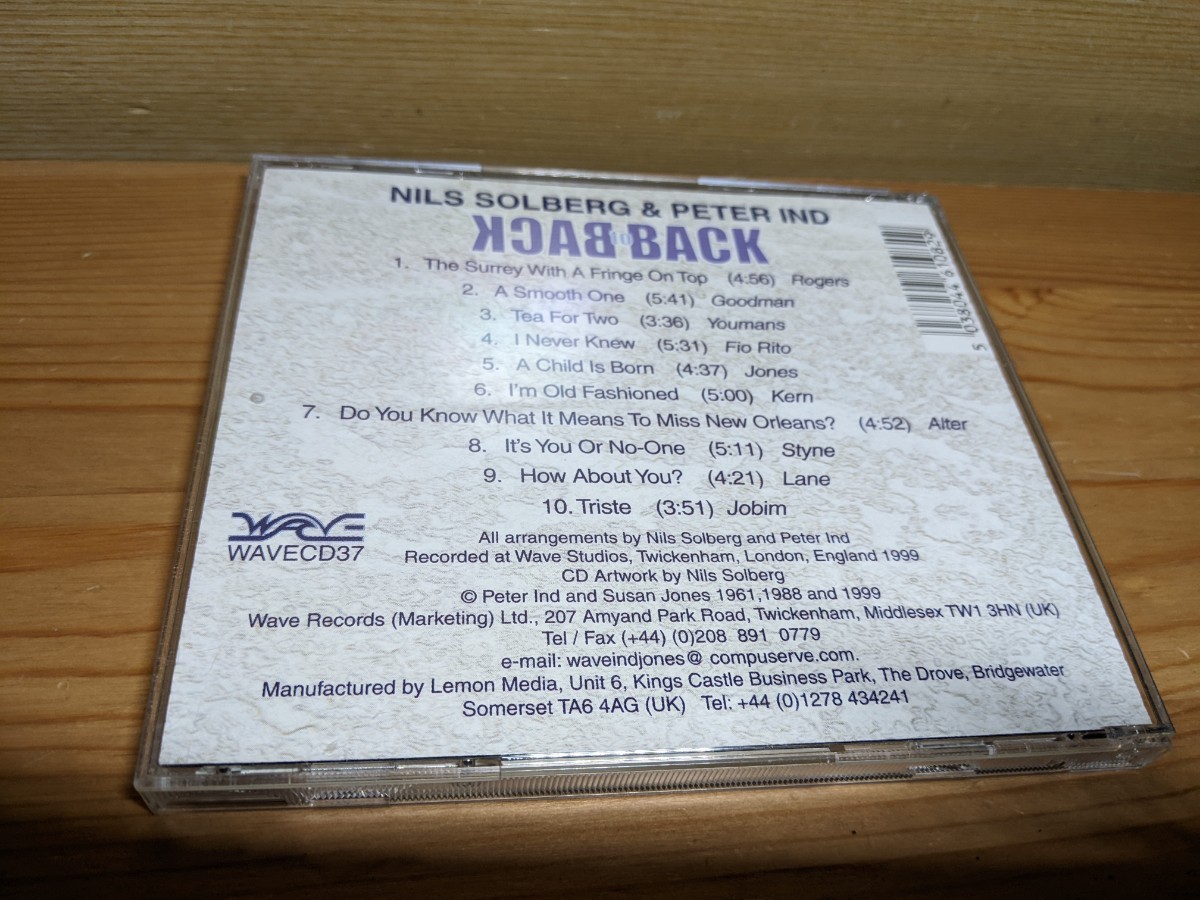 NILS SOLBERG & PETER IND
BACK TO BACK
1. The Surrey With A Fringe On Top (4:56) Rogers
2. A Smooth One (5:41) Goodman
3. Tea For Two (3:36) Youmans
4. I Never Knew (5:31) Fio Rito
5. A Child Is Born (4:37) Jones
6. I'm Old Fashioned (5:00) Kern
7. Do You Know What It Means To Miss New Orleans? (4:52) Alter
8. It's You Or No-One (5:11) Styne
9. How About You? (4:21) Lane
10. Triste (3:51) Jobim
WAVE
WAVECD37
All arrangements by Nils Solberg and Peter Ind
Recorded at Wave Studios, Twickenham, London, England 1999
CD Artwork by Nils Solberg
© Peter Ind and Susan Jones 1961,1988 and 1999
Wave Records (Marketing) Ltd., 207 Amyand Park Road, Twickenham, Middlesex TW1 3HN (UK)
Tel / Fax (+44) (0)208 891 0779
e-mail: waveindjones@ compuserve.com.
Manufactured by Lemon Media, Unit 6, Kings Castle Business Park, The Drove, Bridgewater
Somerset TA6 4AG (UK) Tel: +44 (0)1278 434241